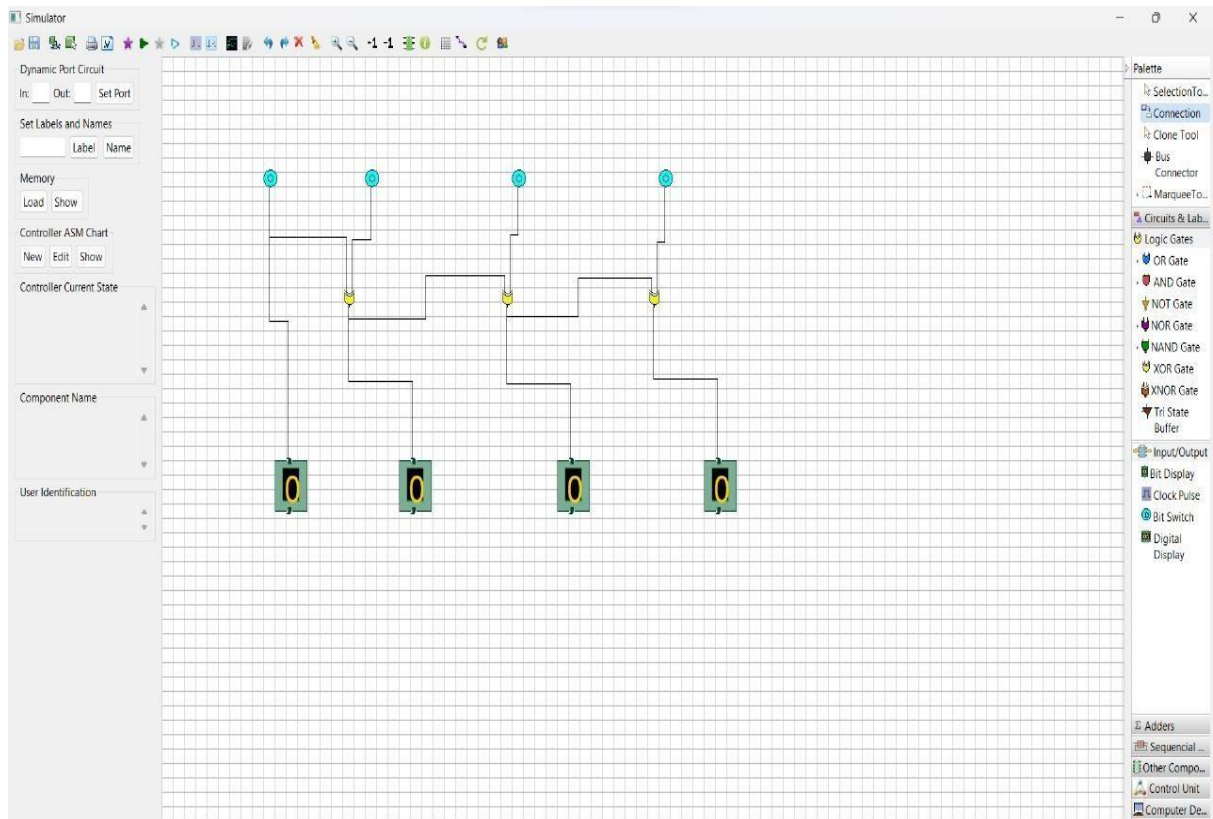 Simulator
-1 -1
Dynamic Port Circuit
In: Out: Set Port
Set Labels and Names
Label Name
Memory
Load Show
Controller ASM Chart
New Edit Show
Controller Current State
Component Name
User Identification
0 0 0 0
Palette
SelectionTo...
Connection
Clone Tool
Bus
Connector
MarqueeTo...
Circuits & Lab...
Logic Gates
OR Gate
AND Gate
NOT Gate
NOR Gate
NAND Gate
XOR Gate
XNOR Gate
Tri State
Buffer
Input/Output
Bit Display
Clock Pulse
Bit Switch
Digital
Display
Σ Adders
Sequential ...
Other Compo...
Control Unit
Computer De...